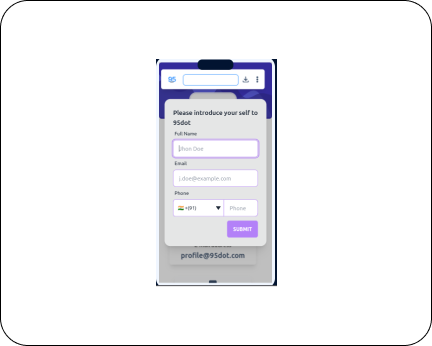 95
Please introduce your self to
95dot
Full Name
Jhon Doe
Email
j.doe@example.com
Phone
+(91)
Phone
SUBMIT
profile@95dot.com